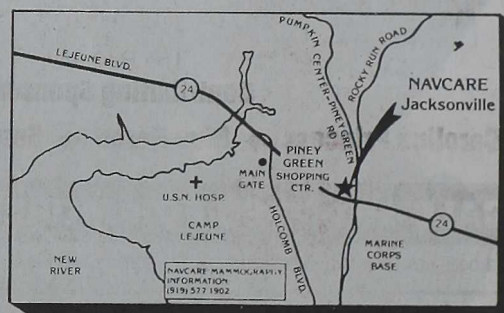 LEJEUNE BLVD.
24
PUMPKIN CENTER-PINEY GREEN RD.
ROCKY RUN ROAD
NAVCARE
Jacksonville
PINEY
GREEN
SHOPPING
CTR.
MAIN
GATE
U.S.N. HOSP.
CAMP
LEJEUNE
HOLCOMB BLVD.
24
MARINE
CORPS
BASE
NEW
RIVER
NAVCARE MAMMOGRAPHY
INFORMATION:
(919) 577 1902